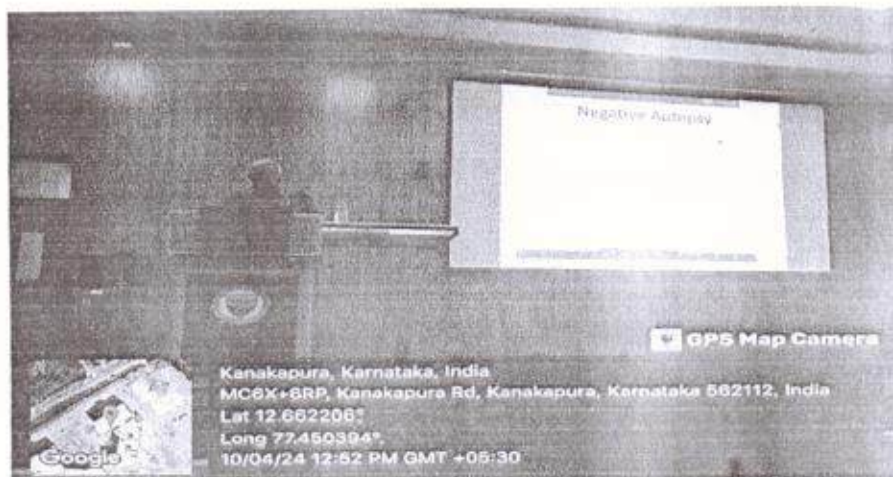 Negative Autopsy
GPS Map Camera
Kanakapura, Karnataka, India
MC6X+6RP, Kanakapura Rd, Kanakapura, Karnataka 562112, India
Lat 12.662206°
Long 77.450394°
10/04/24 12:52 PM GMT +05:30
Google